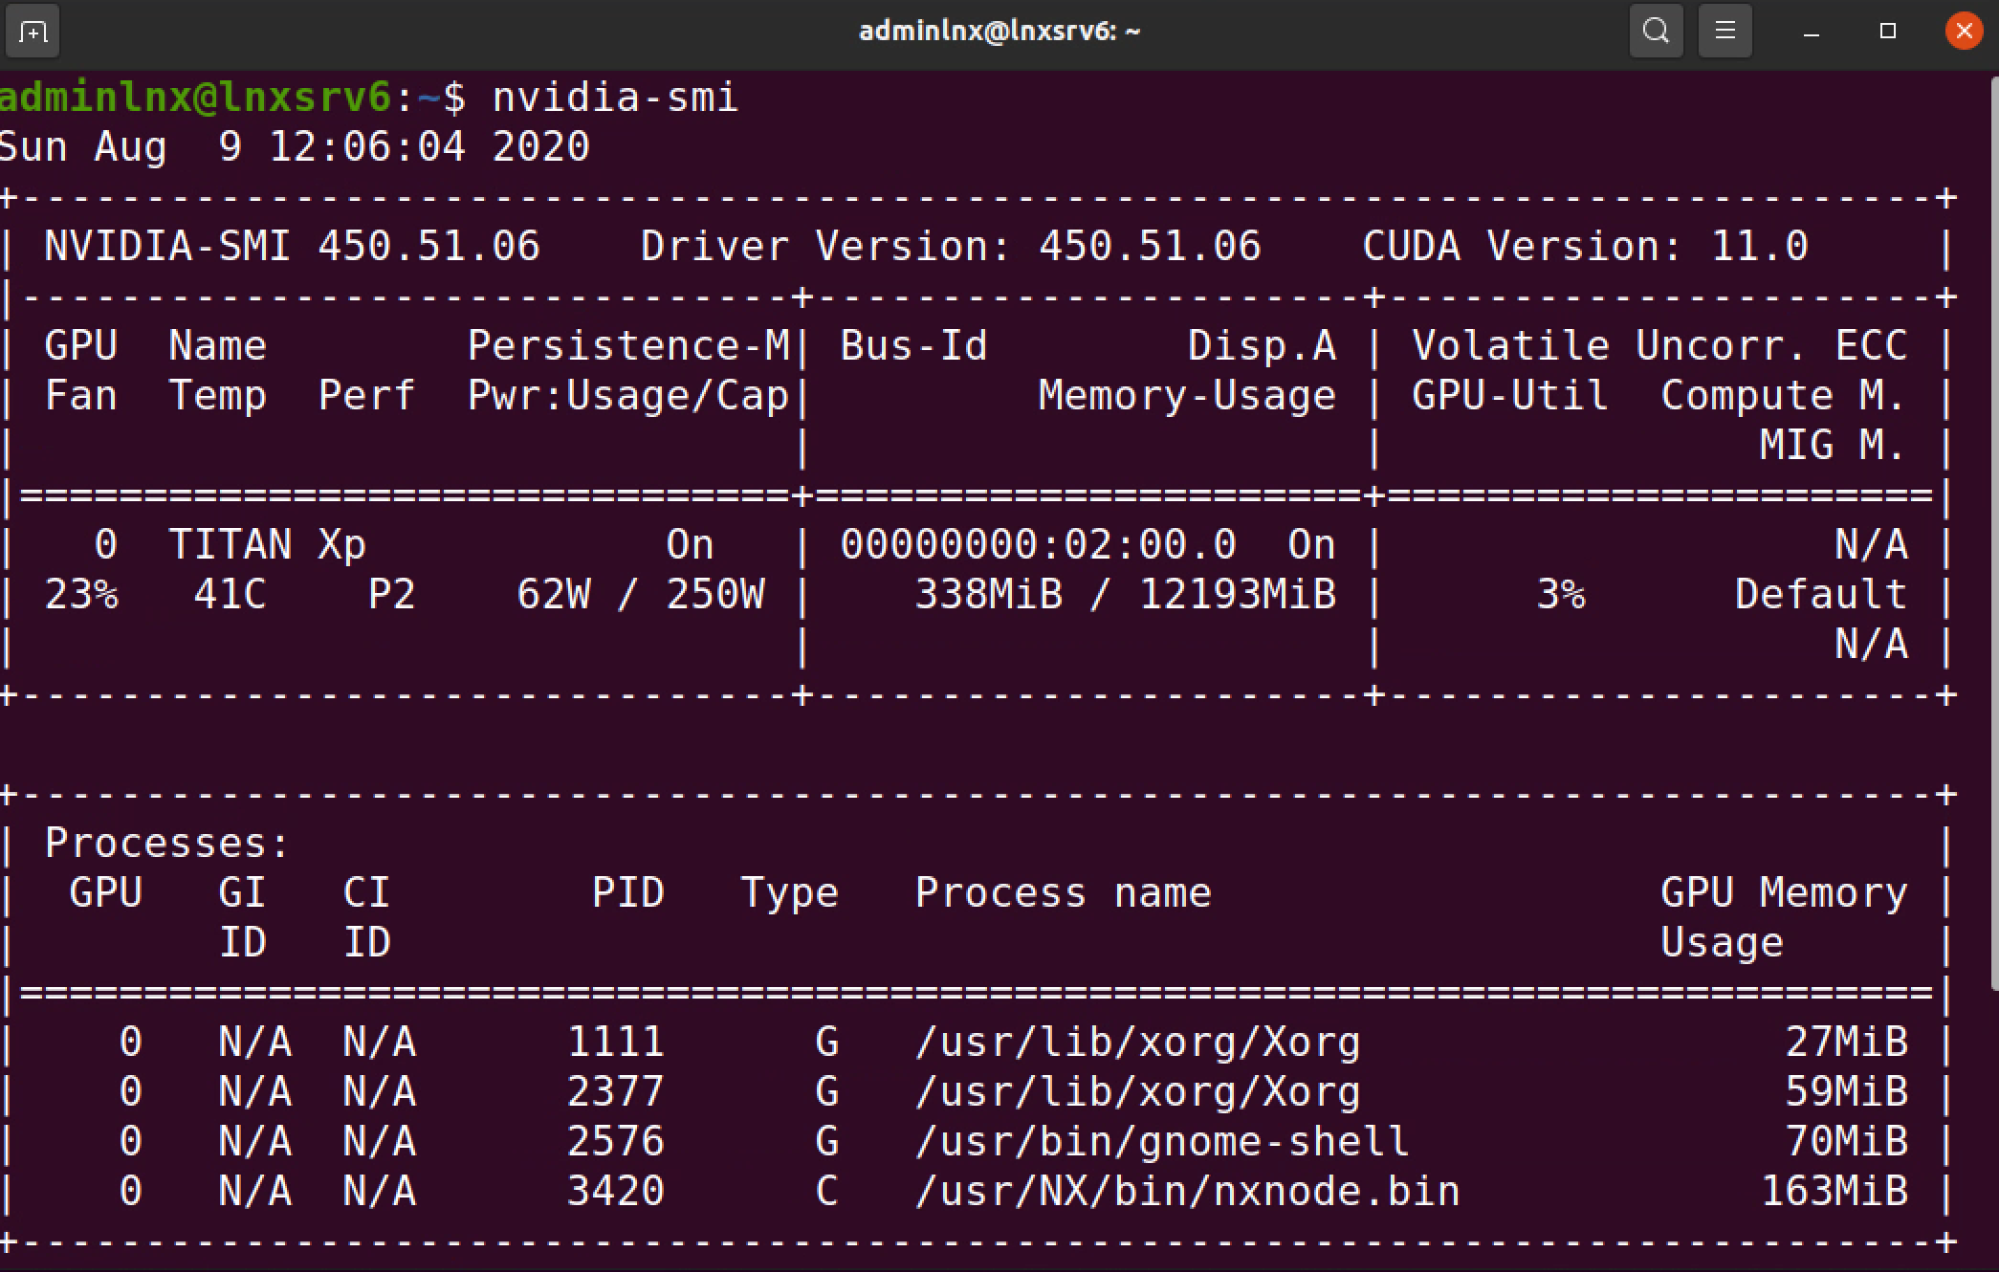 adminlnx@lnxsrv6: ~
adminlnx@lnxsrv6:~$ nvidia-smi
Sun Aug  9 12:06:04 2020
+-----------------------------------------------------------------------------+
| NVIDIA-SMI 450.51.06    Driver Version: 450.51.06    CUDA Version: 11.0     |
|-------------------------------+----------------------+----------------------+
| GPU  Name        Persistence-M| Bus-Id        Disp.A | Volatile Uncorr. ECC |
| Fan  Temp  Perf  Pwr:Usage/Cap|         Memory-Usage | GPU-Util  Compute M. |
|                               |                      |               MIG M. |
|===============================+======================+======================|
|   0  TITAN Xp            On   | 00000000:02:00.0  On |                  N/A |
| 23%   41C    P2    62W / 250W |    338MiB / 12193MiB |      3%      Default |
|                               |                      |                  N/A |
+-------------------------------+----------------------+----------------------+
+-----------------------------------------------------------------------------+
| Processes:                                                                  |
|  GPU   GI   CI        PID   Type   Process name                  GPU Memory |
|        ID   ID                                                   Usage      |
|=============================================================================|
|    0   N/A  N/A      1111      G   /usr/lib/xorg/Xorg                 27MiB |
|    0   N/A  N/A      2377      G   /usr/lib/xorg/Xorg                 59MiB |
|    0   N/A  N/A      2576      G   /usr/bin/gnome-shell               70MiB |
|    0   N/A  N/A      3420      C   /usr/NX/bin/nxnode.bin            163MiB |
+-----------------------------------------------------------------------------+